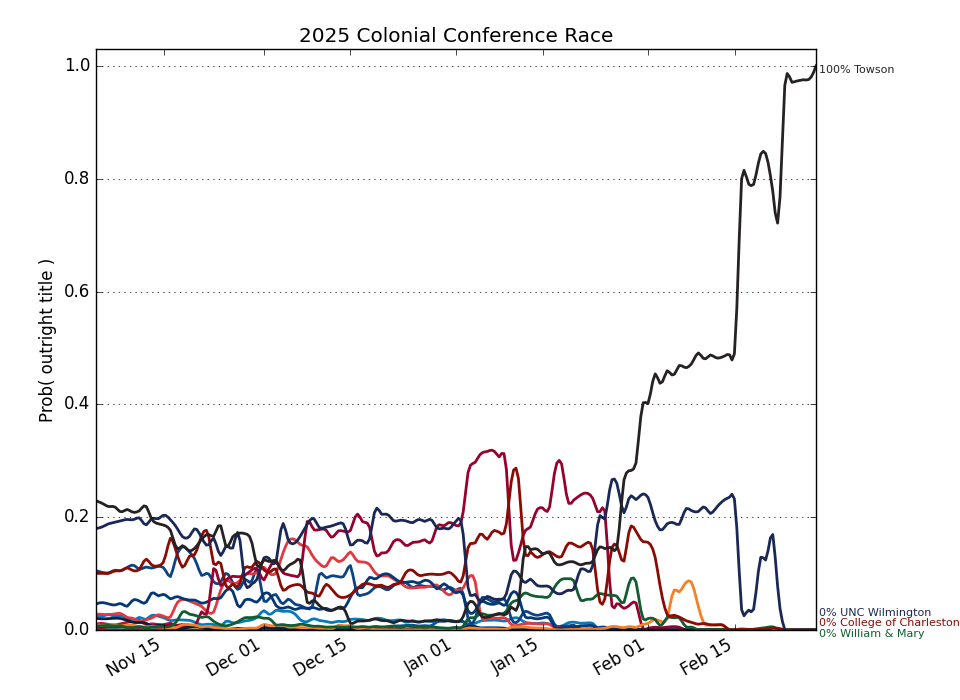 2025 Colonial Conference Race
1.0
100% Towson
0.8
Prob( outright title )
0.6
0.4
0.2
0.0
0% UNC Wilmington
0% College of Charleston
0% William & Mary
Nov 15
Dec 01
Dec 15
Jan 01
Jan 15
Feb 01
Feb 15